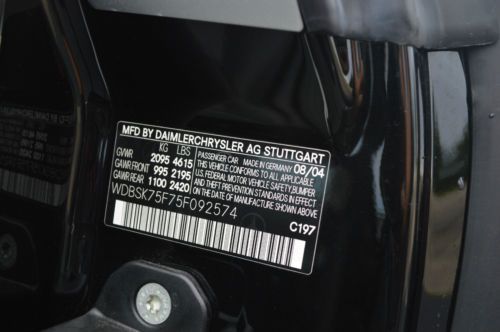 MFD BY DAIMLERCHRYSLER AG STUTTGART
KG LBS
GVWR 2095 4615
GAWR FRONT 995 2195
GAWR REAR 1100 2420
PASSENGER CAR MADE IN GERMANY 08/04
THIS VEHICLE CONFORMS TO ALL APPLICABLE
U.S. FEDERAL MOTOR VEHICLE SAFETY, BUMPER
AND THEFT PREVENTION STANDARDS IN EFFECT ON THE
DATE OF MANUFACTURE SHOWN ABOVE.
WDBSK75F75F092574
C197